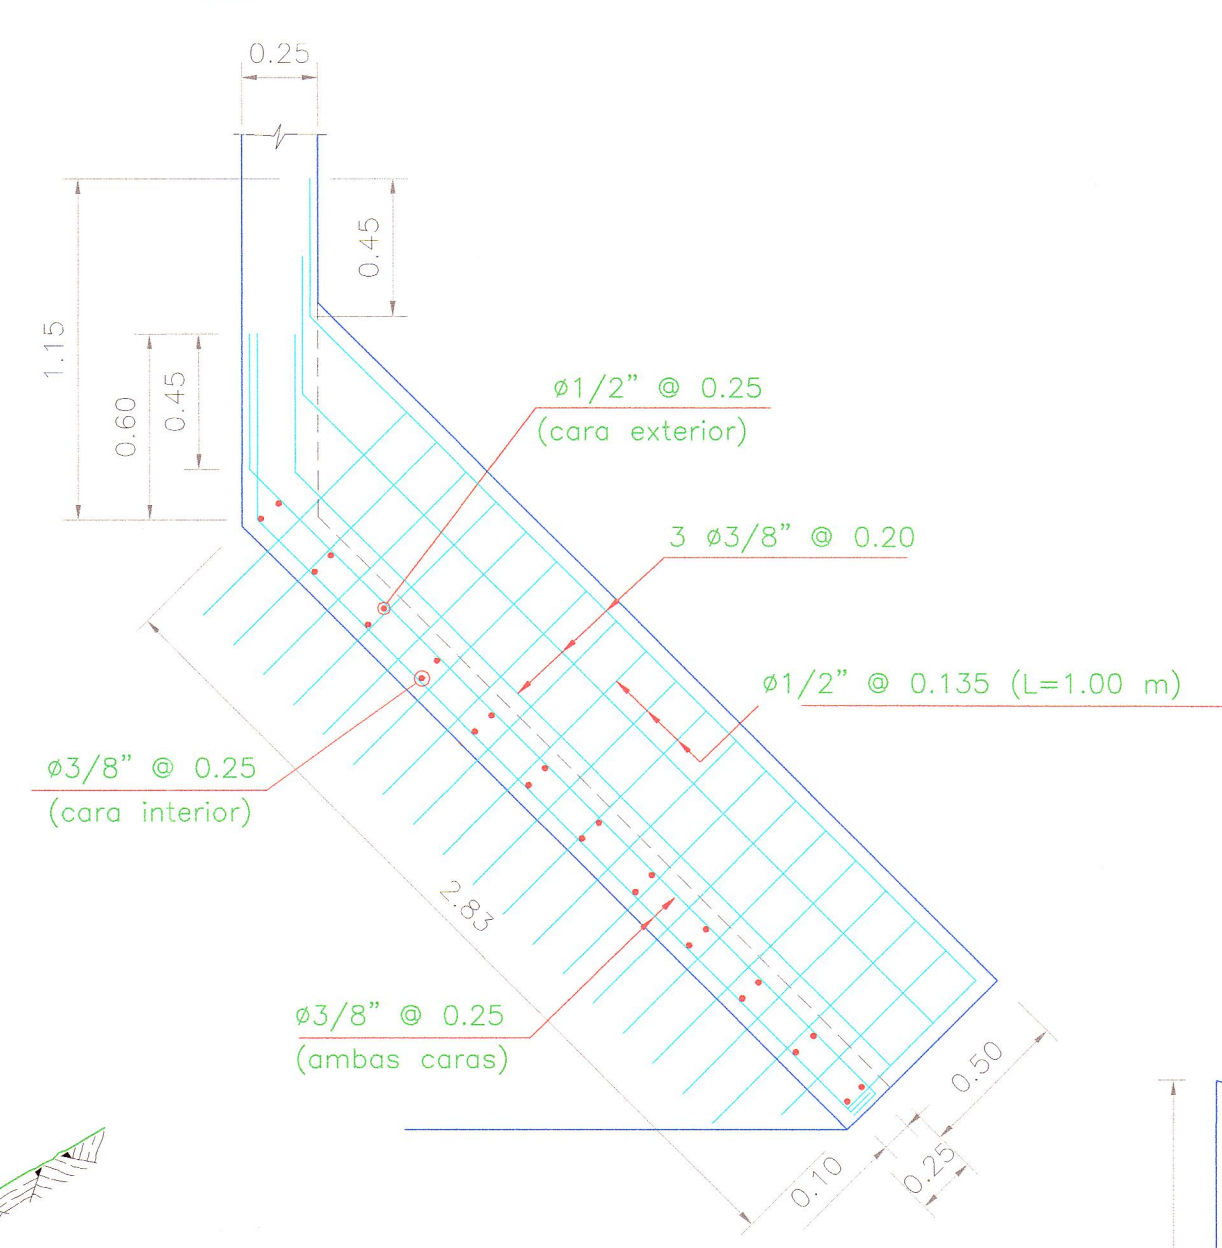 0.25
0.45
1.15
0.60
0.45
ø1/2" @ 0.25
(cara exterior)
3 ø3/8" @ 0.20
ø1/2" @ 0.135 (L=1.00 m)
ø3/8" @ 0.25
(cara interior)
2.83
ø3/8" @ 0.25
(ambas caras)
0.50
0.25
0.10